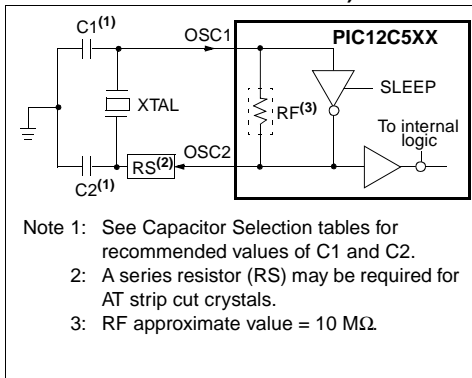 C1(1)
OSC1
PIC12C5XX
SLEEP
XTAL
RF(3)
To internal
logic
OSC2
RS(2)
C2(1)
Note 1: See Capacitor Selection tables for
recommended values of C1 and C2.
2: A series resistor (RS) may be required for
AT strip cut crystals.
3: RF approximate value = 10 MΩ.